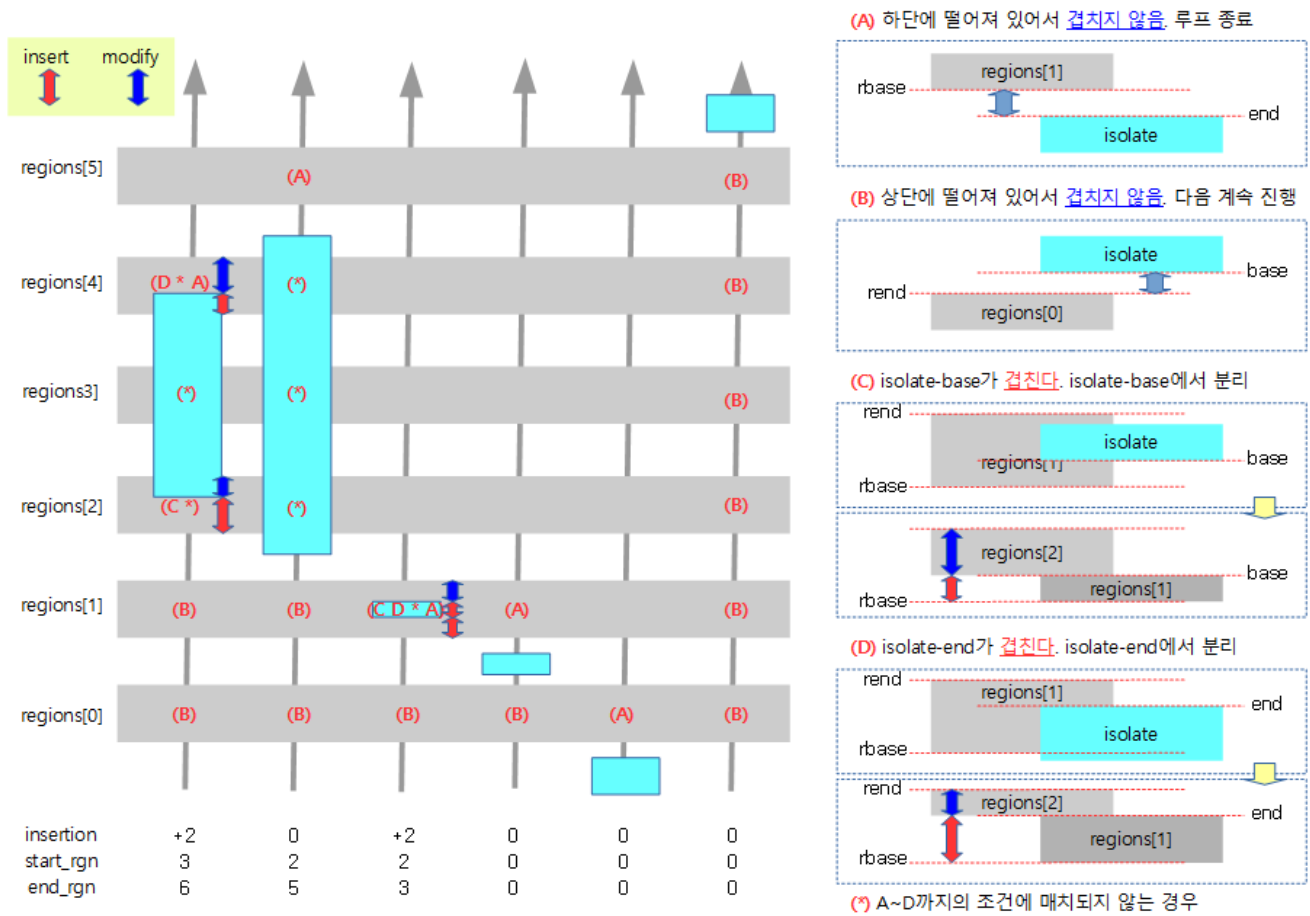 insert modify
regions[5]
(A) (B)
regions[4]
(D * A) (*) (B)
regions3]
(*) (*) (B)
regions[2]
(C *) (*) (B)
regions[1]
(B) (B) (C D * A) (A) (B)
regions[0]
(B) (B) (B) (B) (A) (B)
insertion +2 0 +2 0 0 0
start_rgn 3 2 2 0 0 0
end_rgn 6 5 3 0 0 0
(A) 하단에 떨어져 있어서 겹치지 않음. 루프 종료
regions[1]
rbase
end
isolate
(B) 상단에 떨어져 있어서 겹치지 않음. 다음 계속 진행
isolate
base
rend
regions[0]
(C) isolate-base가 겹친다. isolate-base에서 분리
rend
isolate
regions[1]
base
rbase
regions[2]
base
rbase
regions[1]
(D) isolate-end가 겹친다. isolate-end에서 분리
rend
regions[1]
end
isolate
rbase
rend
regions[2]
end
regions[1]
rbase
(*) A~D까지의 조건에 매치되지 않는 경우